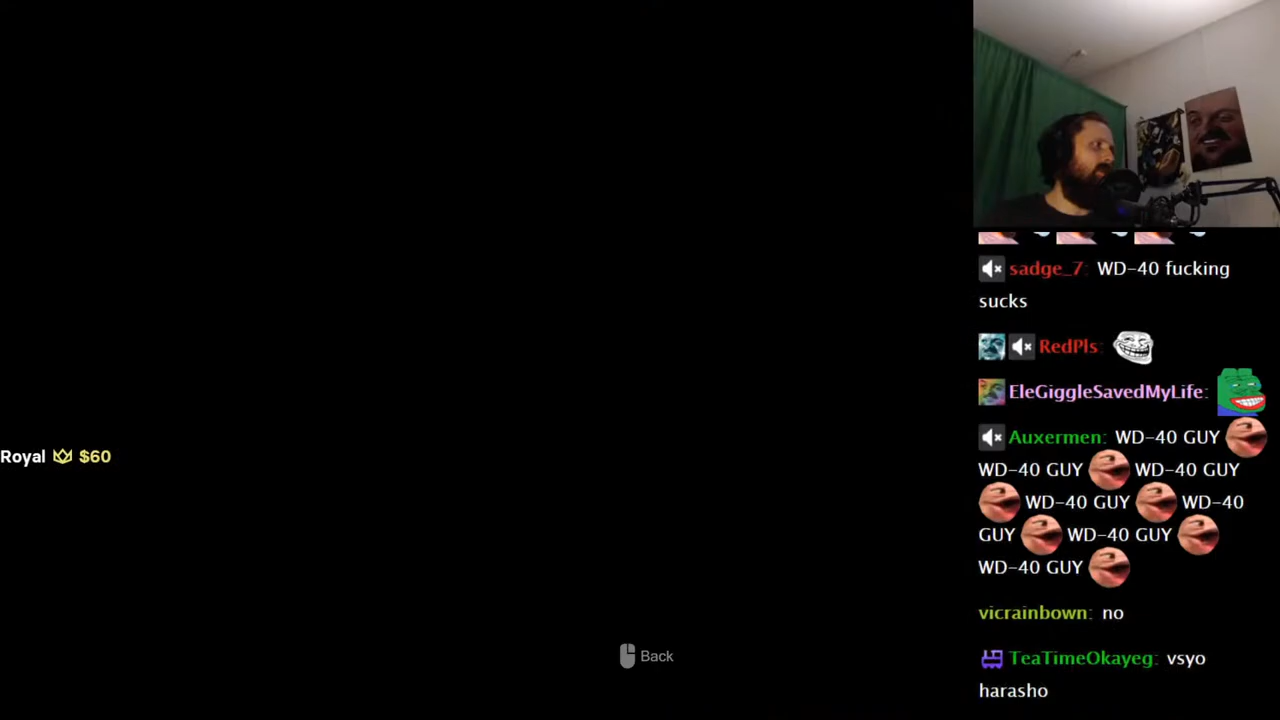 sadge_7: WD-40 fucking
sucks
RedPls:
EleGiggleSavedMyLife:
Auxermen: WD-40 GUY
WD-40 GUY WD-40 GUY
WD-40 GUY WD-40
GUY WD-40 GUY
WD-40 GUY
Royal $60
vicrainbown: no
Back
TeaTimeOkayeg: vsyo
harasho